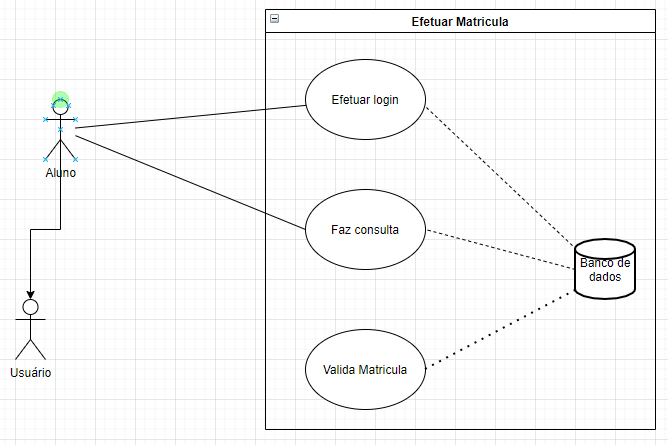 Efetuar Matricula
Efetuar login
Aluno
Faz consulta
Banco de
dados
Usuário
Valida Matricula